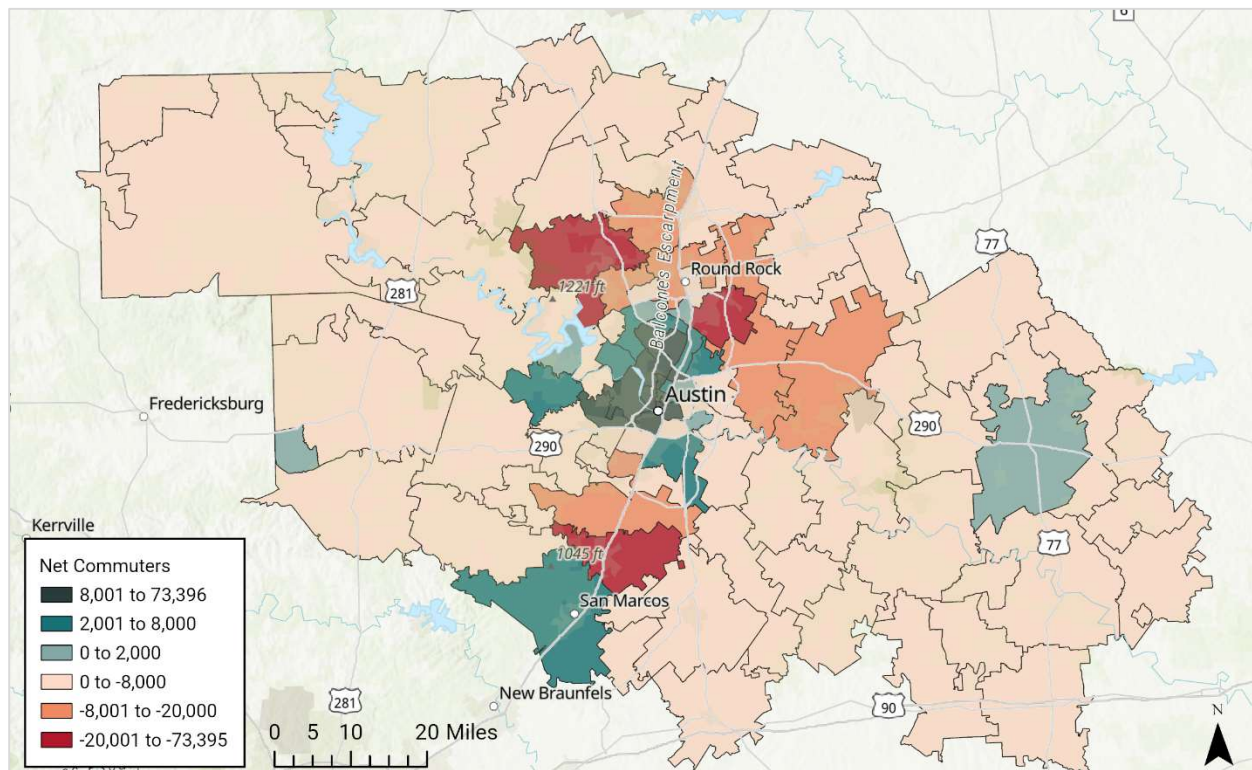 6
77
Round Rock
Balcones Escarpment
1221 ft
281
Fredericksburg
Austin
290
290
Kerrville
1045 ft
77
San Marcos
New Braunfels
281
90
Net Commuters
8,001 to 73,396
2,001 to 8,000
0 to 2,000
0 to -8,000
-8,001 to -20,000
-20,001 to -73,395
0 5 10 20 Miles
N